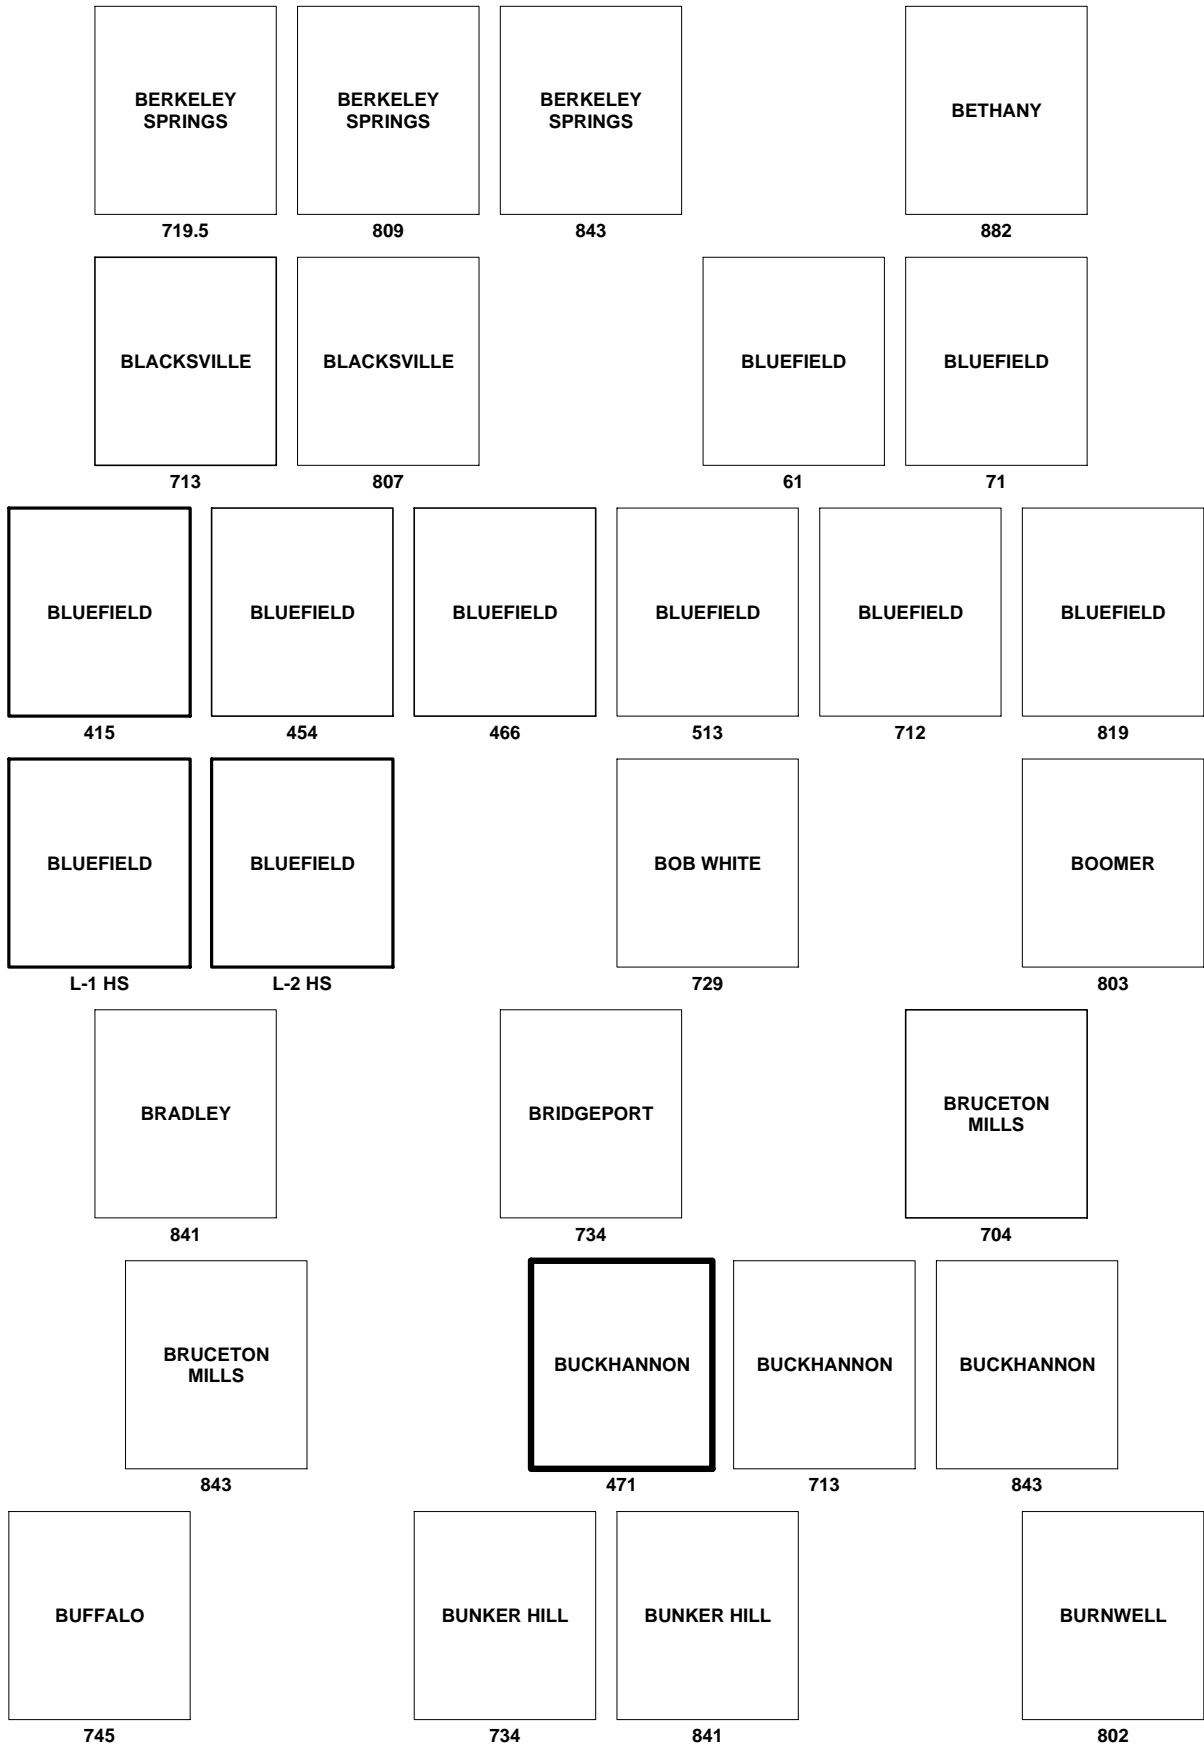 BERKELEY
SPRINGS
BERKELEY
SPRINGS
BERKELEY
SPRINGS
BETHANY
719.5
809
843
882
BLACKSVILLE
BLACKSVILLE
BLUEFIELD
BLUEFIELD
713
807
61
71
BLUEFIELD
BLUEFIELD
BLUEFIELD
BLUEFIELD
BLUEFIELD
BLUEFIELD
415
454
466
513
712
819
BLUEFIELD
BLUEFIELD
BOB WHITE
BOOMER
L-1 HS
L-2 HS
729
803
BRADLEY
BRIDGEPORT
BRUCETON
MILLS
841
734
704
BRUCETON
MILLS
BUCKHANNON
BUCKHANNON
BUCKHANNON
843
471
713
843
BUFFALO
BUNKER HILL
BUNKER HILL
BURNWELL
745
734
841
802